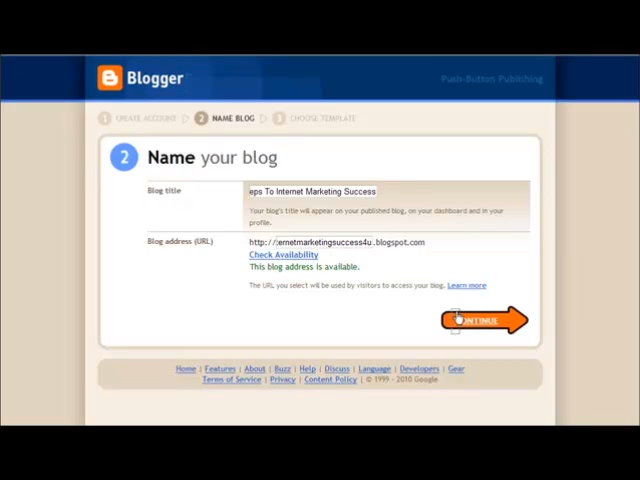 Blogger
Push-Button Publishing
1 CREATE ACCOUNT 2 NAME BLOG 3 CHOOSE TEMPLATE
2 Name your blog
Blog title
eps To Internet Marketing Success
Your blog's title will appear on your published blog, on your dashboard and in your
profile.
Blog address (URL)
http:// ernetmarketingsuccess4u .blogspot.com
Check Availability
This blog address is available.
The URL you select will be used by visitors to access your blog. Learn more
CONTINUE
Home | Features | About | Buzz | Help | Discuss | Language | Developers | Gear
Terms of Service | Privacy | Content Policy | © 1999 - 2010 Google